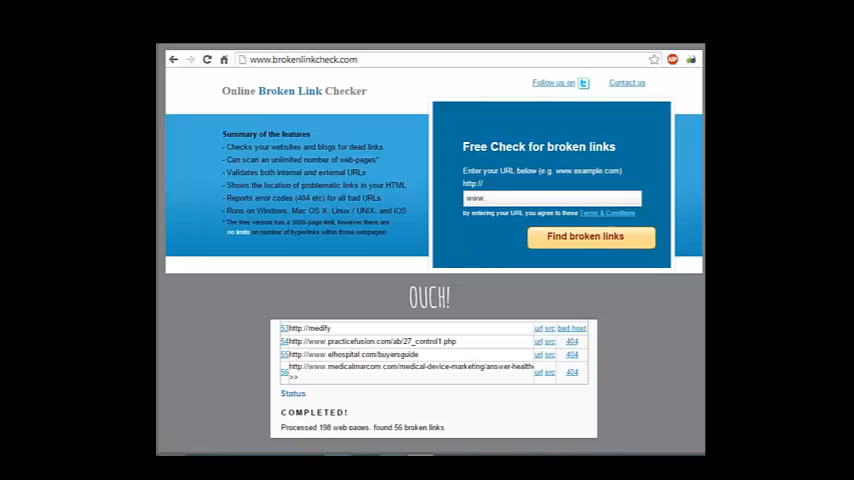 www.brokenlinkcheck.com
ABP
Follow us on
Contact us
Online Broken Link Checker
Summary of the features
- Checks your websites and blogs for dead links
- Can scan an unlimited number of web-pages*
- Validates both internal and external URLs
- Shows the location of problematic links in your HTML
- Reports error codes (404 etc) for all bad URLs
- Runs on Windows, Mac OS X, Linux / UNIX, and iOS
* The free version has a 3000-page limit, however there are
no limits on number of hyperlinks within those webpages!
Free Check for broken links
Enter your URL below (e.g. www.example.com)
http://
www.
by entering your URL you agree to these Terms & Conditions
Find broken links
OUCH!
53 http://medify url src bad host
54 http://www.practicefusion.com/ab/27_control1.php url src 404
55 http://www.elhospital.com/buyersguide url src 404
56 http://www.medicalmarcom.com/medical-device-marketing/answer-healthc url src 404
>>
Status
COMPLETED!
Processed 198 web pages, found 56 broken links